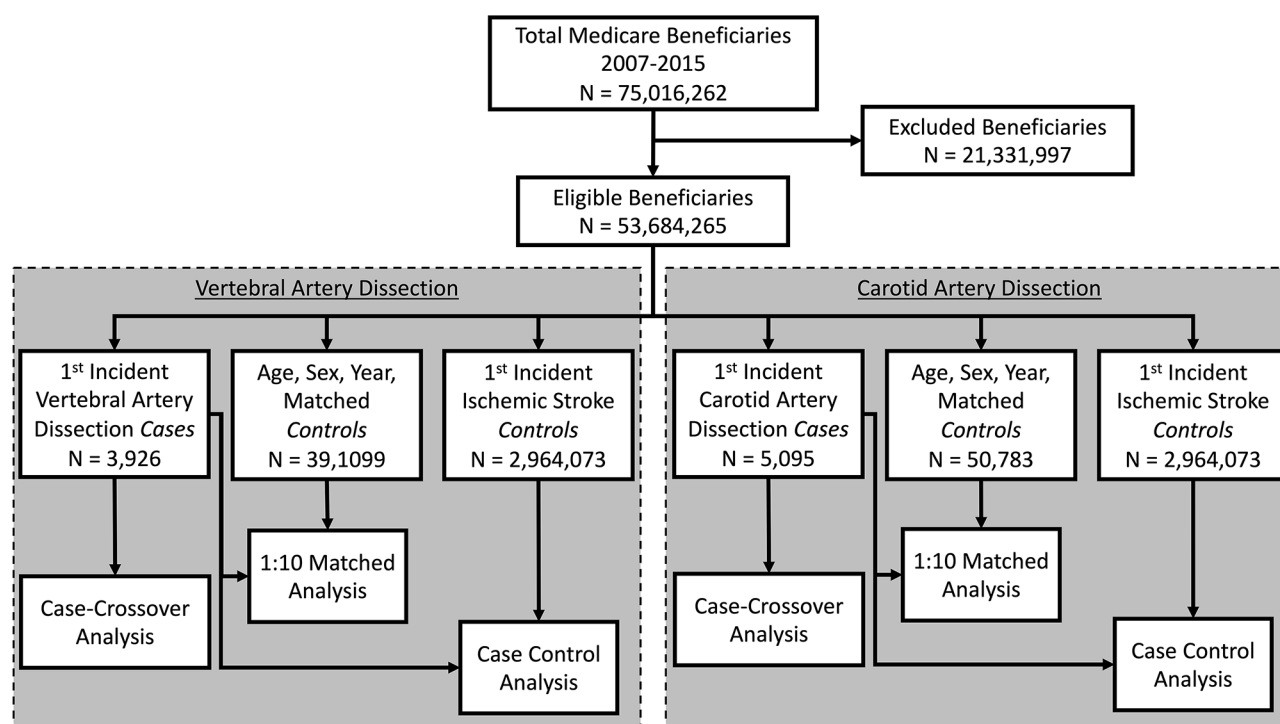 Total Medicare Beneficiaries
2007-2015
N = 75,016,262
Excluded Beneficiaries
N = 21,331,997
Eligible Beneficiaries
N = 53,684,265
Vertebral Artery Dissection
1st Incident
Vertebral Artery
Dissection Cases
N = 3,926
Age, Sex, Year,
Matched
Controls
N = 39,1099
1st Incident
Ischemic Stroke
Controls
N = 2,964,073
Case-Crossover
Analysis
1:10 Matched
Analysis
Case Control
Analysis
Carotid Artery Dissection
1st Incident
Carotid Artery
Dissection Cases
N = 5,095
Age, Sex, Year,
Matched
Controls
N = 50,783
1st Incident
Ischemic Stroke
Controls
N = 2,964,073
Case-Crossover
Analysis
1:10 Matched
Analysis
Case Control
Analysis